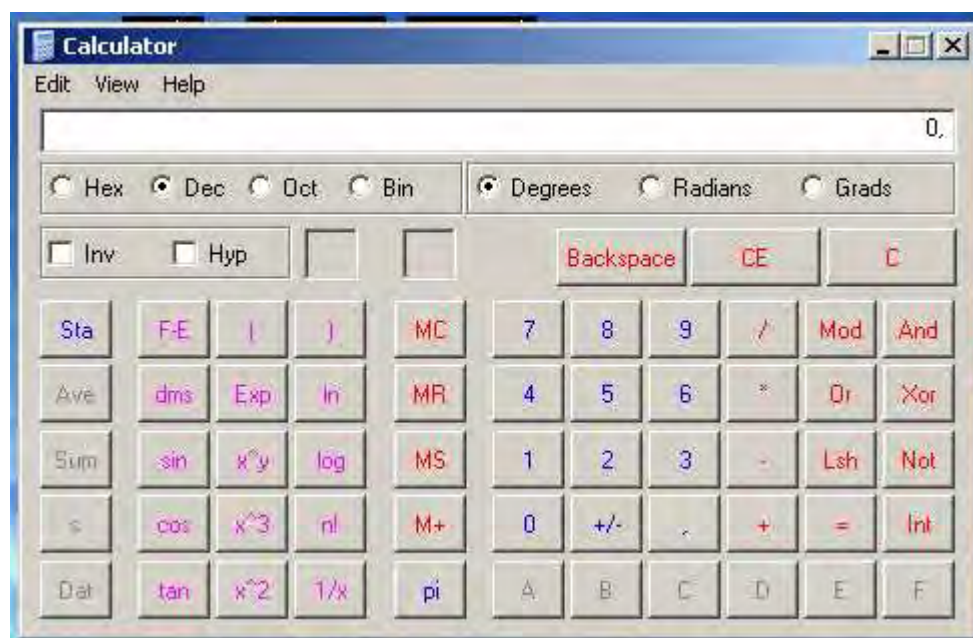 Calculator
Edit View Help
0,
Hex Dec Oct Bin Degrees Radians Grads
Inv Hyp Backspace CE C
Sta F-E ( ) MC 7 8 9 / Mod And
Ave dms Exp ln MR 4 5 6 * Or Xor
Sum sin x^y log MS 1 2 3 - Lsh Not
s cos x^3 n! M+ 0 +/- , + = Int
Dat tan x^2 1/x pi A B C D E F